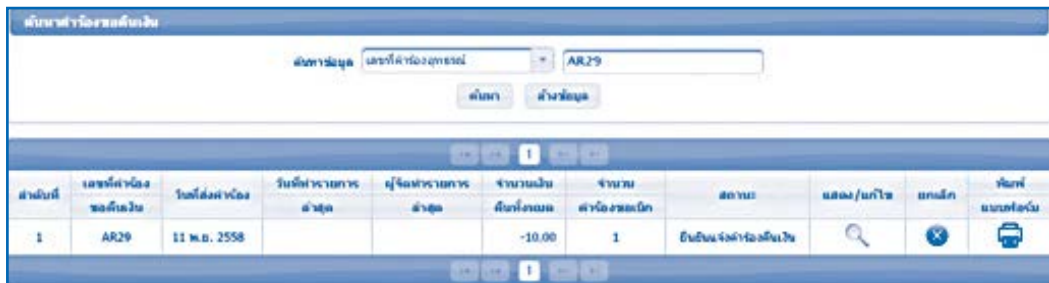 ค้นหาคำร้องขอคืนเงิน
ค้นหาข้อมูล เลขที่คำร้องอุทธรณ์ AR29
ค้นหา ล้างข้อมูล
1
ลำดับที่ เลขที่คำร้องขอคืนเงิน วันที่ส่งคำร้อง วันที่ทำรายการล่าสุด ผู้จัดทำรายการล่าสุด จำนวนเงินคืนทั้งหมด จำนวนคำร้องขอเบิก สถานะ แสดง/แก้ไข ยกเลิก พิมพ์แบบฟอร์ม
1 AR29 11 พ.ย. 2558 -10.00 1 ยืนยันแจ้งคำร้องคืนเงิน
1